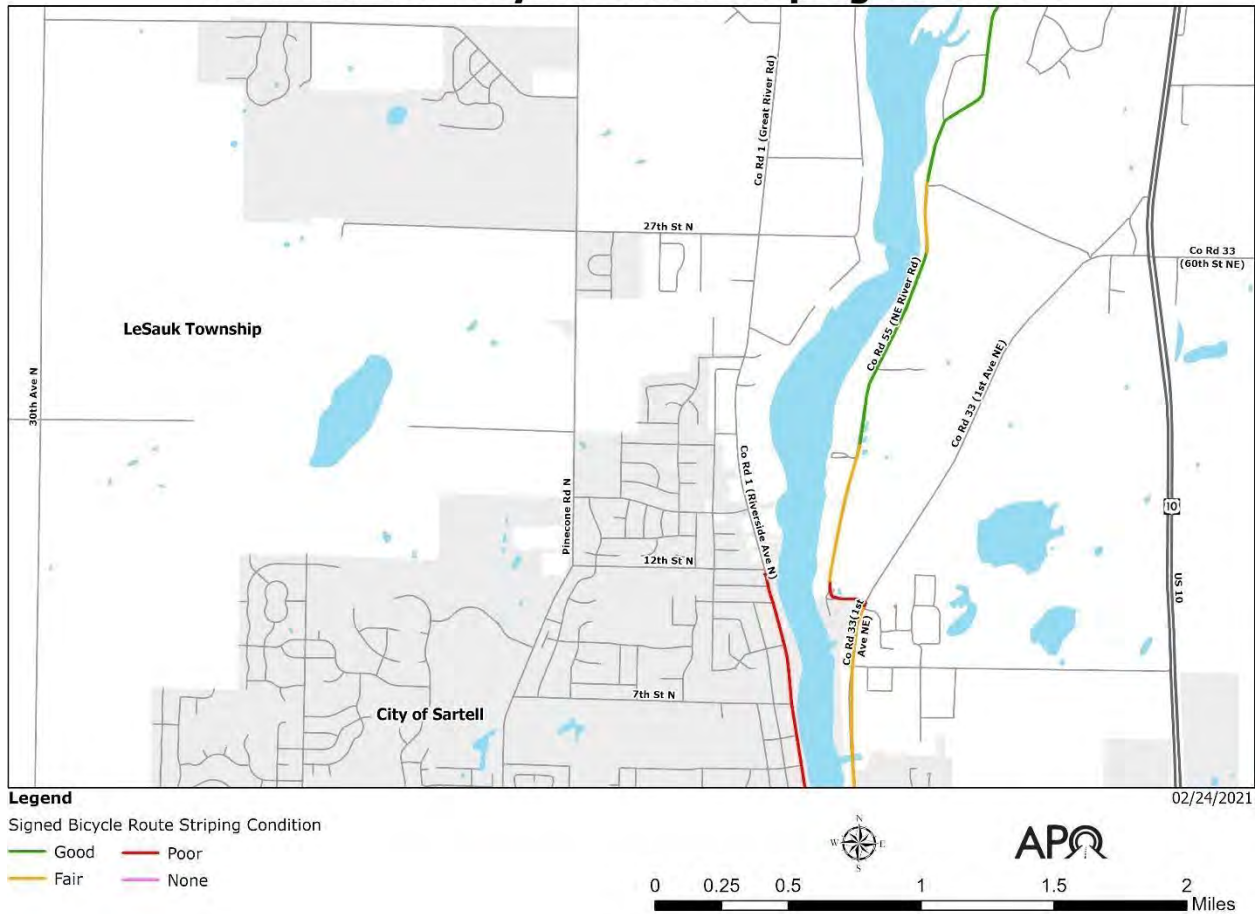 Co Rd 1 (Great River Rd)
27th St N
Co Rd 33
(60th St NE)
LeSauk Township
Co Rd 55 (NE River Rd)
30th Ave N
Co Rd 33 (1st Ave NE)
Co Rd 1 (Riverside Ave N)
Pinecone Rd N
10
12th St N
US 10
Co Rd 33(1st
Ave NE)
7th St N
City of Sartell
Legend
02/24/2021
Signed Bicycle Route Striping Condition
Good
Poor
Fair
None
N
W
E
S
APO
0 0.25 0.5 1 1.5 2
Miles